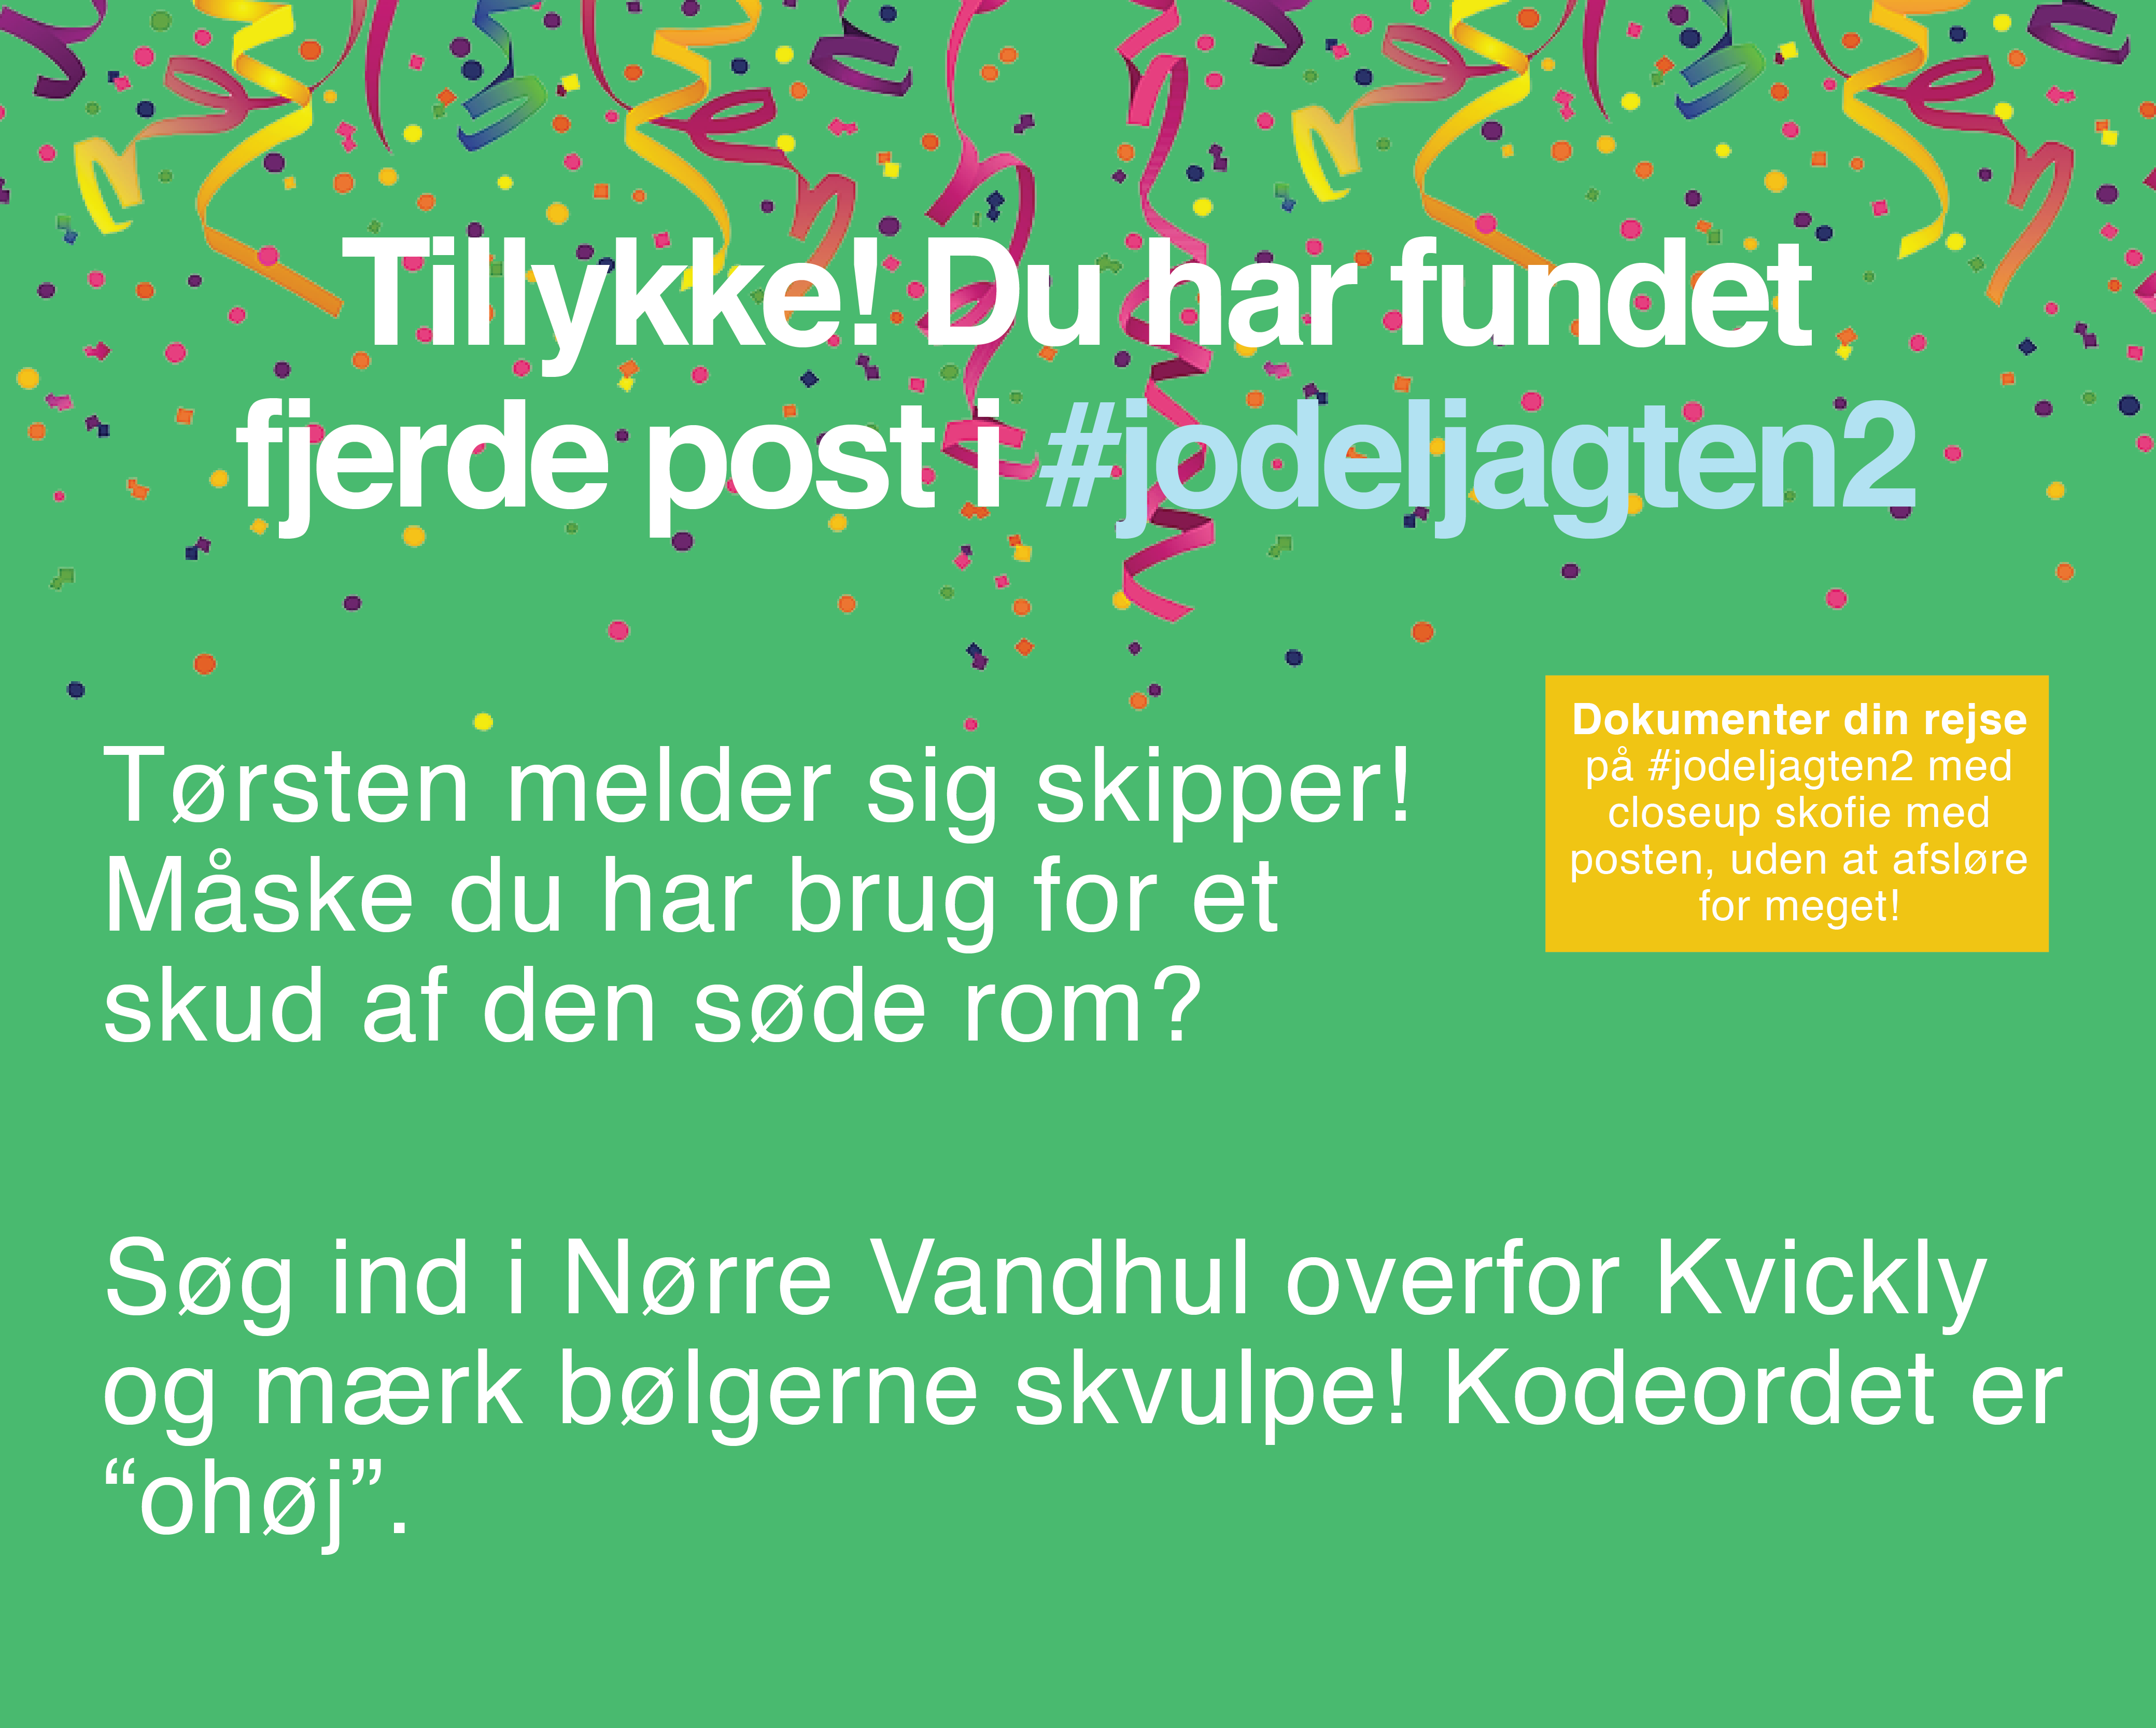 Tillykke! Du har fundet
fjerde post i #jodeljagten2
Tørsten melder sig skipper!
Måske du har brug for et
skud af den søde rom?
Dokumenter din rejse
på #jodeljagten2 med
closeup skofie med
posten, uden at afsløre
for meget!
Søg ind i Nørre Vandhul overfor Kvickly
og mærk bølgerne skvulpe! Kodeordet er
“ohøj”.